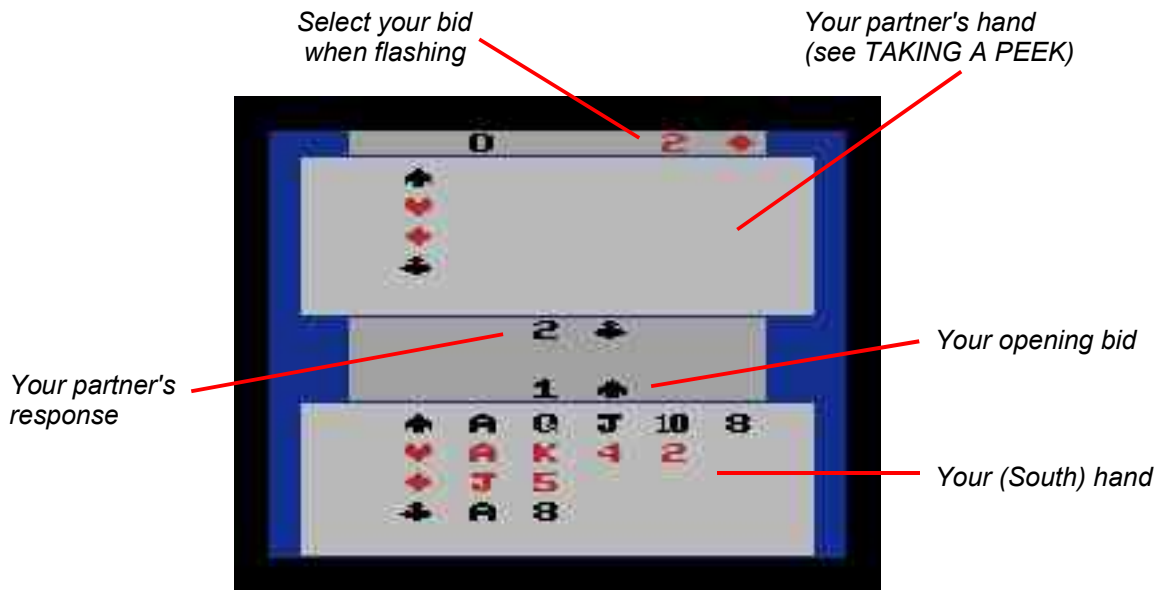 Select your bid
when flashing
Your partner's hand
(see TAKING A PEEK)
0 2 ♦
♠
♥
♦
♣
2 ♣
Your opening bid
Your partner's
response
1 ♠
♠ A Q J 10 8
♥ A K 4 2
♦ J 5
♣ A 8
Your (South) hand